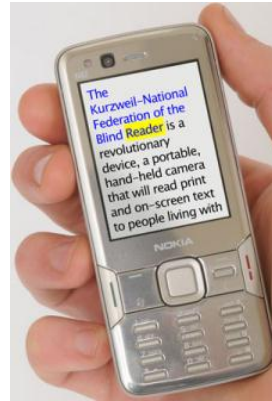 The
Kurzweil-National
Federation of the
Blind Reader is a
revolutionary
device, a portable,
hand-held camera
that will read print
and on-screen text
to people living with
NOKIA